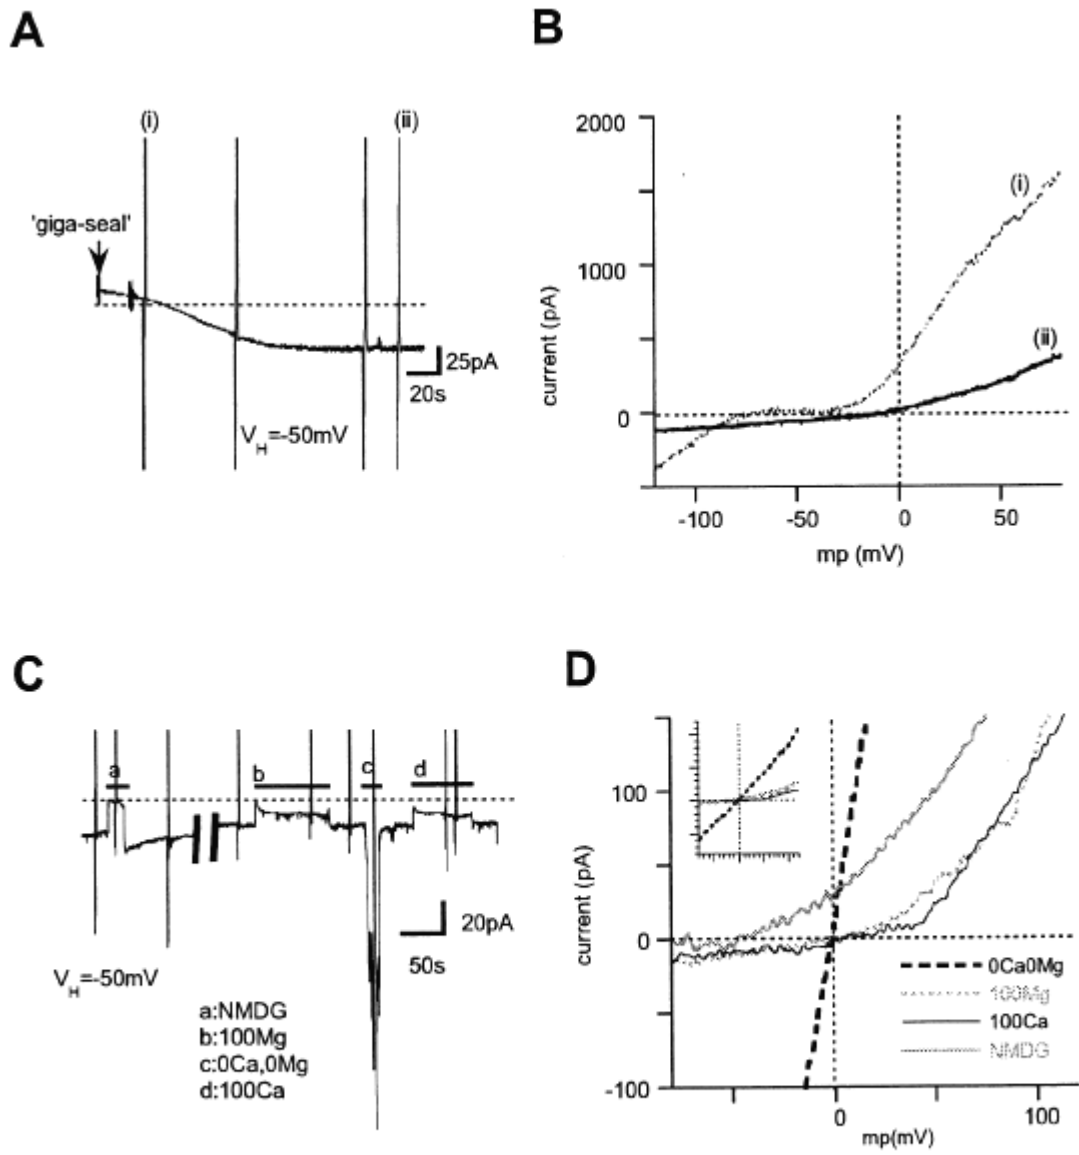 A
(i)
(ii)
'giga-seal'
25pA
20s
V_H=-50mV
B
2000
1000
0
current (pA)
(i)
(ii)
-100
-50
0
50
mp (mV)
C
a
b
c
d
20pA
50s
V_H=-50mV
a:NMDG
b:100Mg
c:0Ca,0Mg
d:100Ca
D
100
0
-100
current (pA)
0Ca0Mg
100Mg
100Ca
NMDG
0
100
mp(mV)